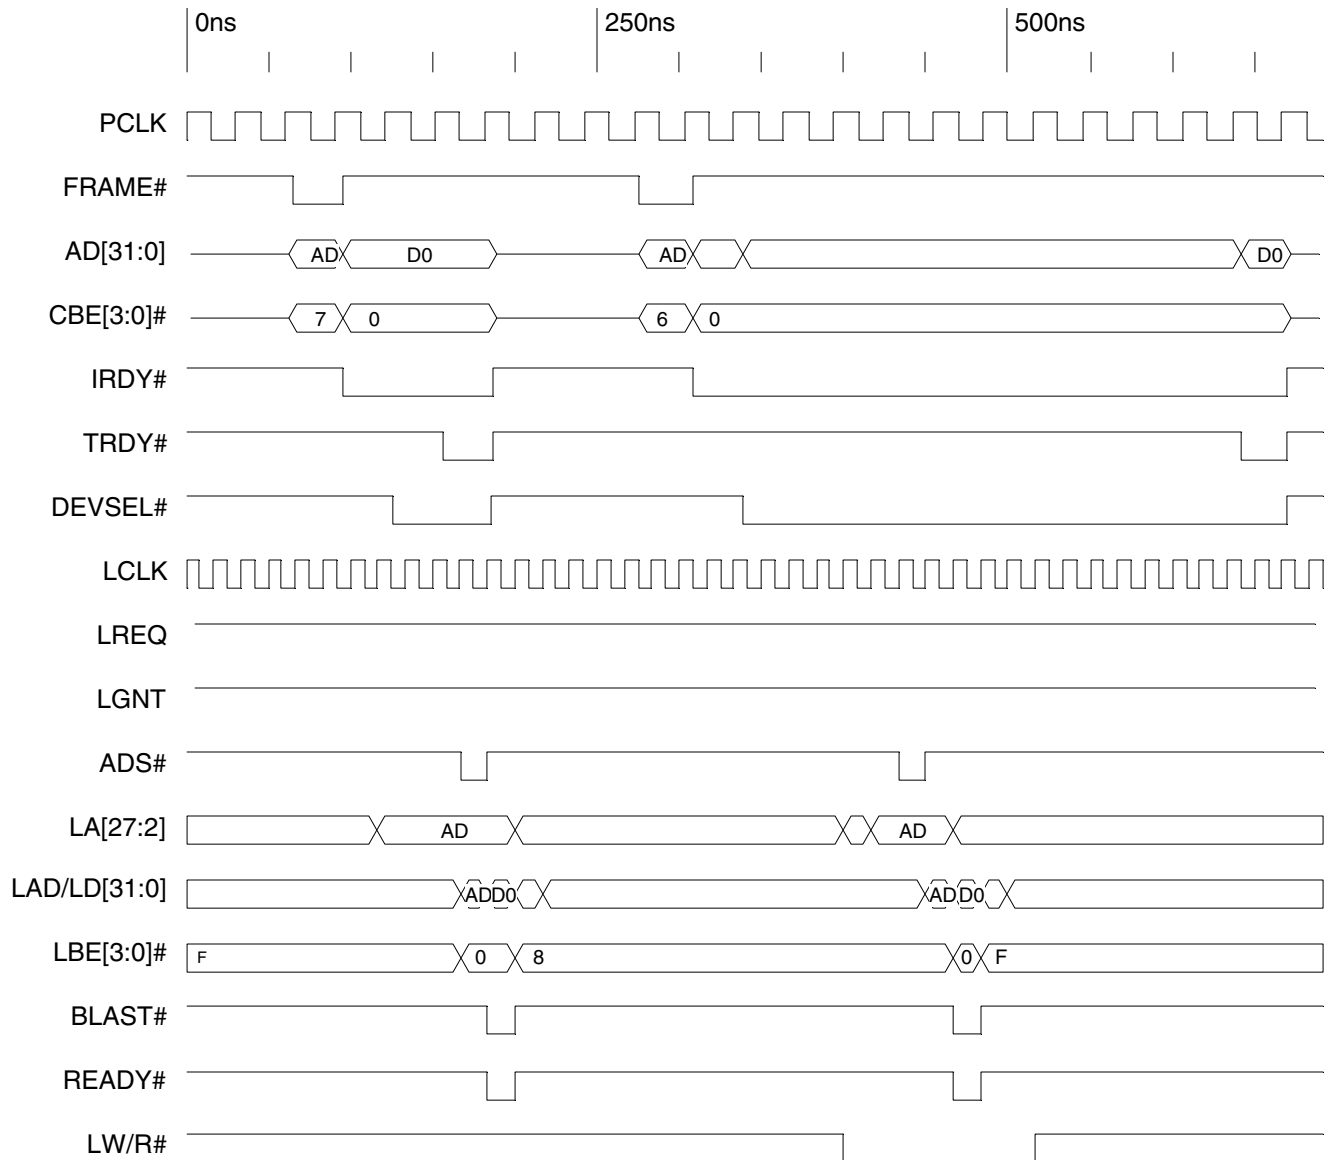 0ns 250ns 500ns
PCLK
FRAME#
AD[31:0] AD D0 AD D0
CBE[3:0]# 7 0 6 0
IRDY#
TRDY#
DEVSEL#
LCLK
LREQ
LGNT
ADS#
LA[27:2] AD AD
LAD/LD[31:0] AD D0 AD D0
LBE[3:0]# F 0 8 0 F
BLAST#
READY#
LW/R#